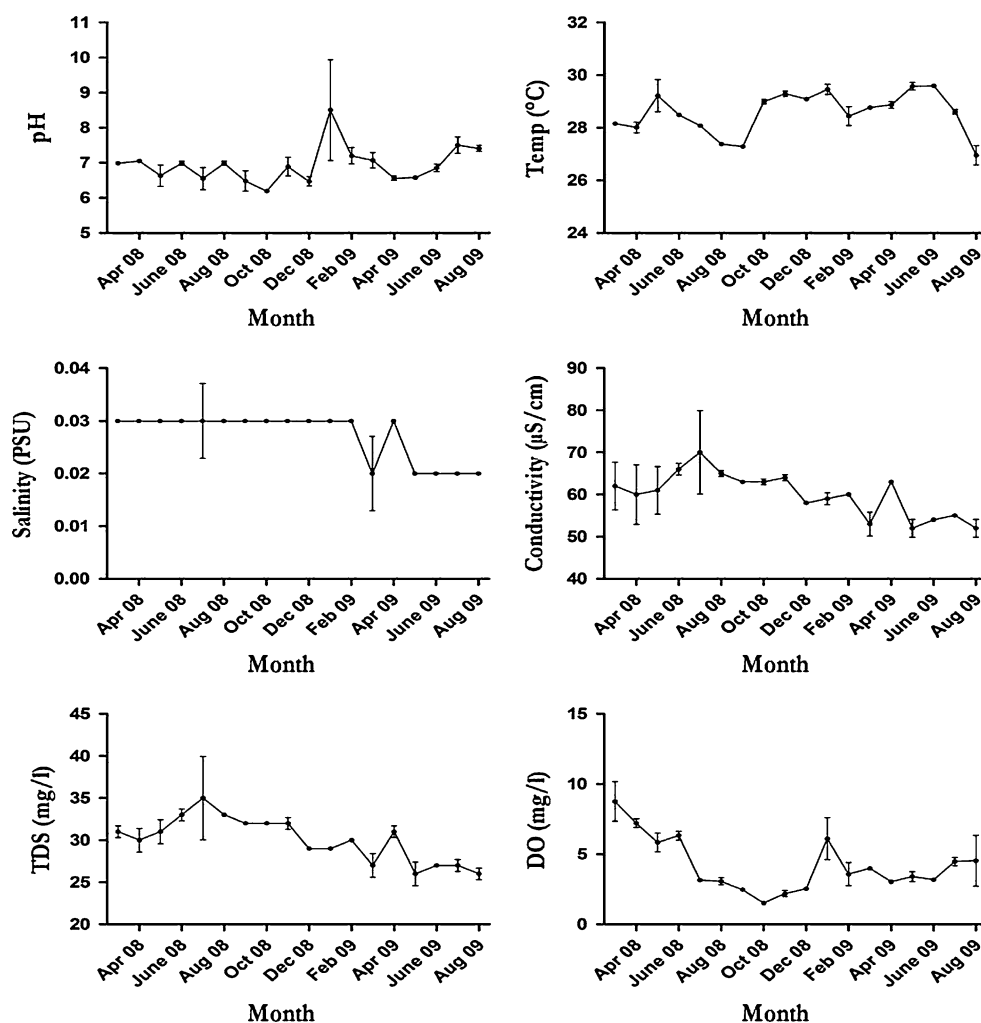 pH
11
10
9
8
7
6
5
Apr 08
June 08
Aug 08
Oct 08
Dec 08
Feb 09
Apr 09
June 09
Aug 09
Month
Temp (°C)
32
30
28
26
24
Apr 08
June 08
Aug 08
Oct 08
Dec 08
Feb 09
Apr 09
June 09
Aug 09
Month
Salinity (PSU)
0.04
0.03
0.02
0.01
0.00
Apr 08
June 08
Aug 08
Oct 08
Dec 08
Feb 09
Apr 09
June 09
Aug 09
Month
Conductivity (µS/cm)
90
80
70
60
50
40
Apr 08
June 08
Aug 08
Oct 08
Dec 08
Feb 09
Apr 09
June 09
Aug 09
Month
TDS (mg/l)
45
40
35
30
25
20
Apr 08
June 08
Aug 08
Oct 08
Dec 08
Feb 09
Apr 09
June 09
Aug 09
Month
DO (mg/l)
15
10
5
0
Apr 08
June 08
Aug 08
Oct 08
Dec 08
Feb 09
Apr 09
June 09
Aug 09
Month